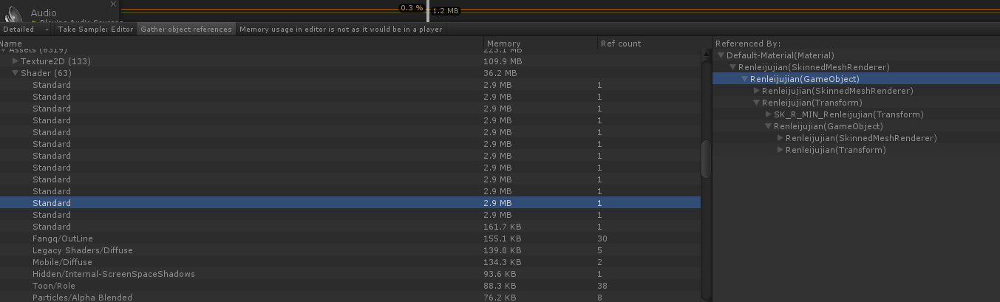 Audio
0.3 %
1.2 MB
Playing Audio Sources
Detailed
Take Sample: Editor
Gather object references
Memory usage in editor is not as it would be in a player
Name Memory Ref count
Assets (6319) 223.1 MB
Texture2D (133) 109.9 MB
Shader (63) 36.2 MB
Standard 2.9 MB 1
Standard 2.9 MB 1
Standard 2.9 MB 1
Standard 2.9 MB 1
Standard 2.9 MB 1
Standard 2.9 MB 1
Standard 2.9 MB 1
Standard 2.9 MB 1
Standard 2.9 MB 1
Standard 2.9 MB 1
Standard 2.9 MB 1
Standard 2.9 MB 1
Standard 161.7 KB 1
Fangq/OutLine 155.1 KB 30
Legacy Shaders/Diffuse 139.8 KB 5
Mobile/Diffuse 134.3 KB 2
Hidden/Internal-ScreenSpaceShadows 93.6 KB 1
Toon/Role 88.3 KB 38
Particles/Alpha Blended 76.2 KB 8
Referenced By:
Default-Material(Material)
Renleijujian(SkinnedMeshRenderer)
Renleijujian(GameObject)
Renleijujian(SkinnedMeshRenderer)
Renleijujian(Transform)
SK_R_MIN_Renleijujian(Transform)
Renleijujian(GameObject)
Renleijujian(SkinnedMeshRenderer)
Renleijujian(Transform)